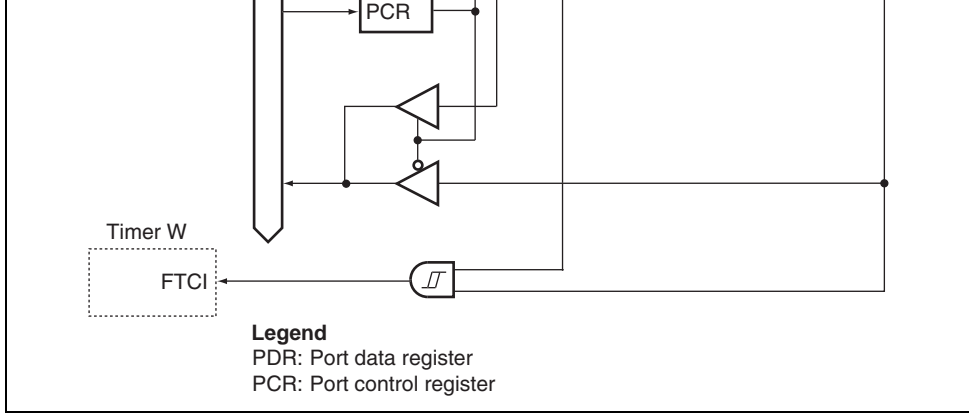 PCR
Timer W
FTCI
Legend
PDR: Port data register
PCR: Port control register